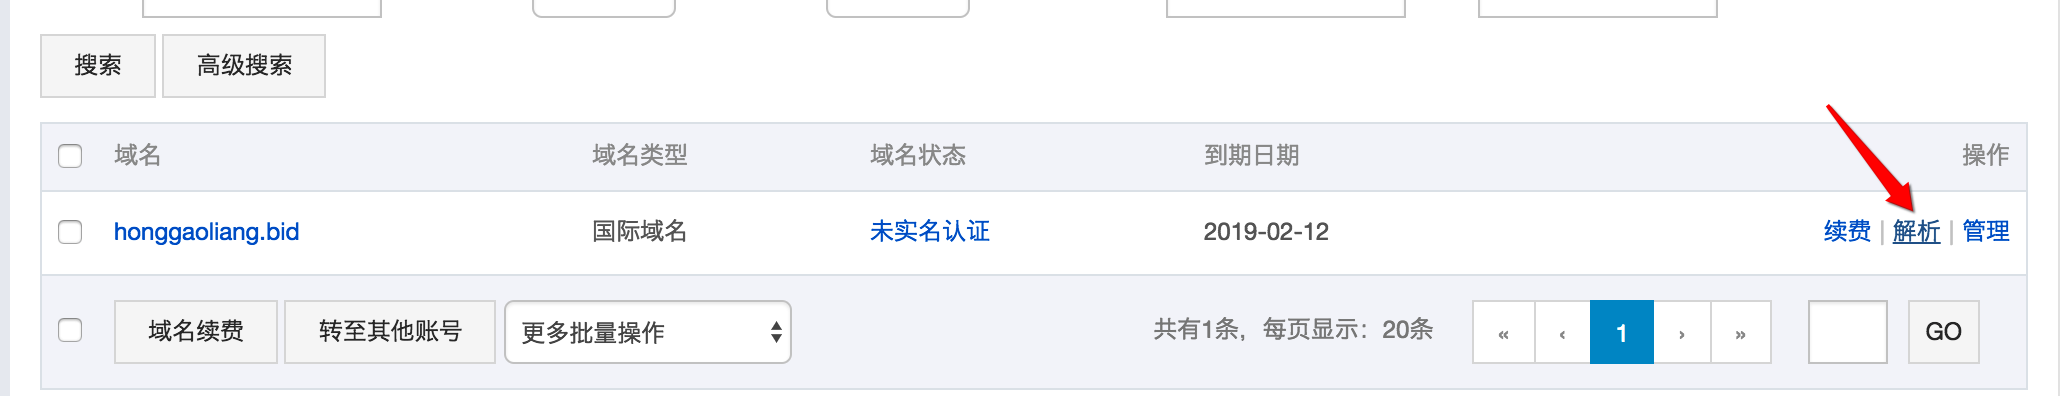 搜索 高级搜索
域名 域名类型 域名状态 到期日期 操作
honggaoliang.bid 国际域名 未实名认证 2019-02-12 续费 | 解析 | 管理
域名续费 转至其他账号 更多批量操作 共有1条，每页显示：20条 « ‹ 1 › » GO